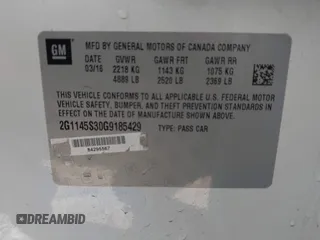 GM
MFD BY GENERAL MOTORS OF CANADA COMPANY
DATE GVWR GAWR FRT GAWR RR
03/16 2218 KG 1143 KG 1075 KG
4889 LB 2520 LB 2369 LB
THIS VEHICLE CONFORMS TO ALL APPLICABLE U.S. FEDERAL MOTOR VEHICLE
SAFETY, BUMPER, AND THEFT PREVENTION STANDARDS IN EFFECT ON THE
DATE OF MANUFACTURE SHOWN ABOVE.
2G1145S30G9185429 TYPE: PASS CAR
DREAMBID